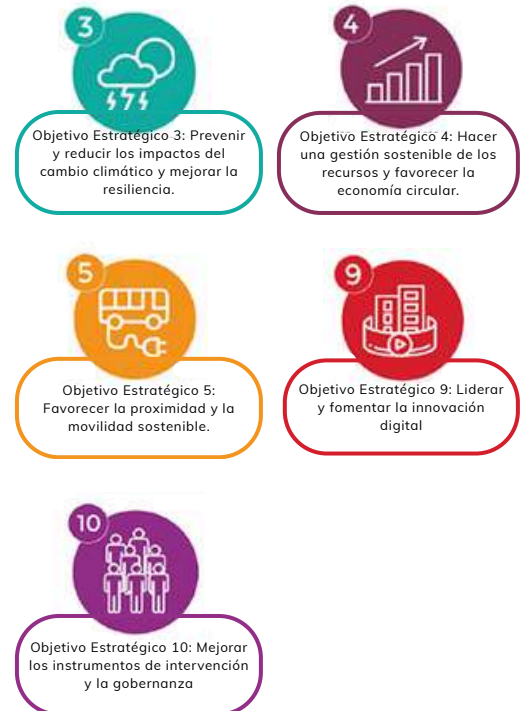 3
Objetivo Estratégico 3: Prevenir
y reducir los impactos del
cambio climático y mejorar la
resiliencia.
4
Objetivo Estratégico 4: Hacer
una gestión sostenible de los
recursos y favorecer la
economía circular.
5
Objetivo Estratégico 5:
Favorecer la proximidad y la
movilidad sostenible.
9
Objetivo Estratégico 9: Liderar
y fomentar la innovación
digital
10
Objetivo Estratégico 10: Mejorar
los instrumentos de intervención
y la gobernanza